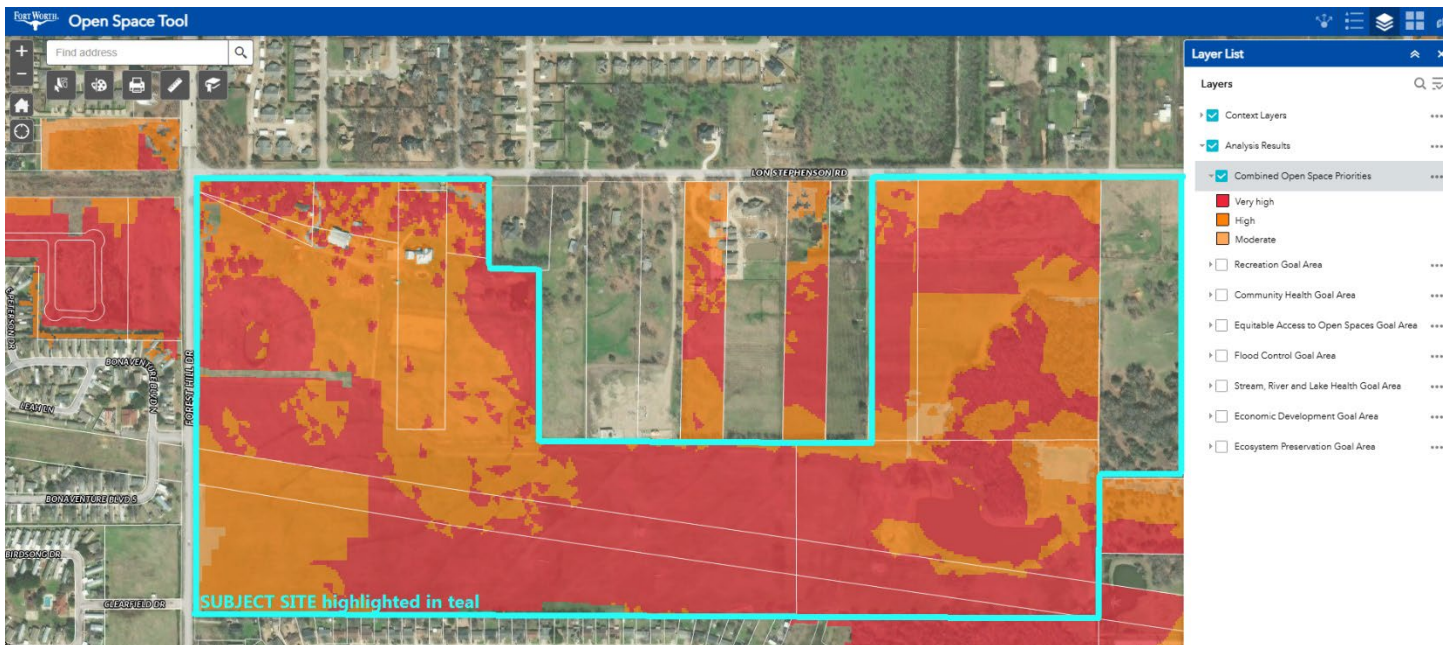 FORT WORTH. Open Space Tool
Find address
Layer List
Layers
Context Layers
Analysis Results
Combined Open Space Priorities
Very high
High
Moderate
Recreation Goal Area
Community Health Goal Area
Equitable Access to Open Spaces Goal Area
Flood Control Goal Area
Stream, River and Lake Health Goal Area
Economic Development Goal Area
Ecosystem Preservation Goal Area
LON STEPHENSON RD
FOREST HILL DR
PETERSON DR
BONAVENTURE BLVD N
LEAH LN
BONAVENTURE BLVD S
BIRDSONG DR
CLEARFIELD DR
SUBJECT SITE highlighted in teal